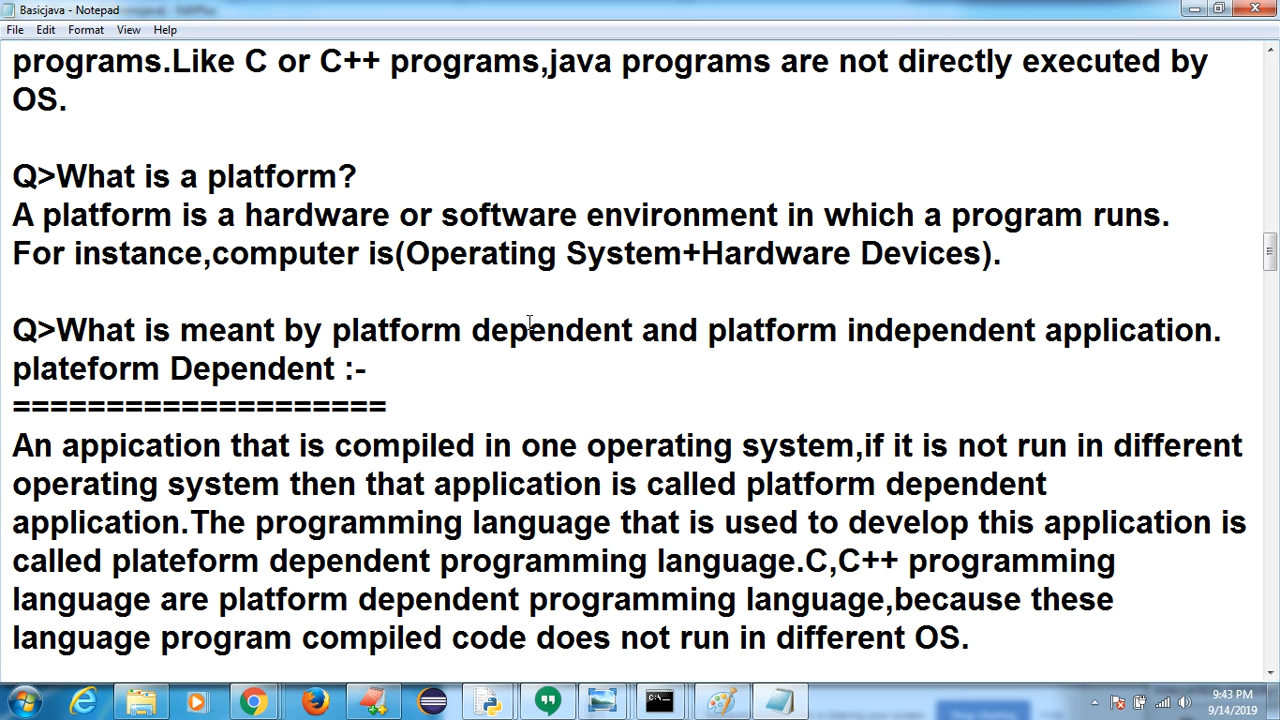 Basicjava - Notepad
File Edit Format View Help
programs.Like C or C++ programs,java programs are not directly executed by
OS.
Q>What is a platform?
A platform is a hardware or software environment in which a program runs.
For instance,computer is(Operating System+Hardware Devices).
Q>What is meant by platform dependent and platform independent application.
plateform Dependent :-
====================
An appication that is compiled in one operating system,if it is not run in different
operating system then that application is called platform dependent
application.The programming language that is used to develop this application is
called plateform dependent programming language.C,C++ programming
language are platform dependent programming language,because these
language program compiled code does not run in different OS.
9:43 PM
9/14/2019